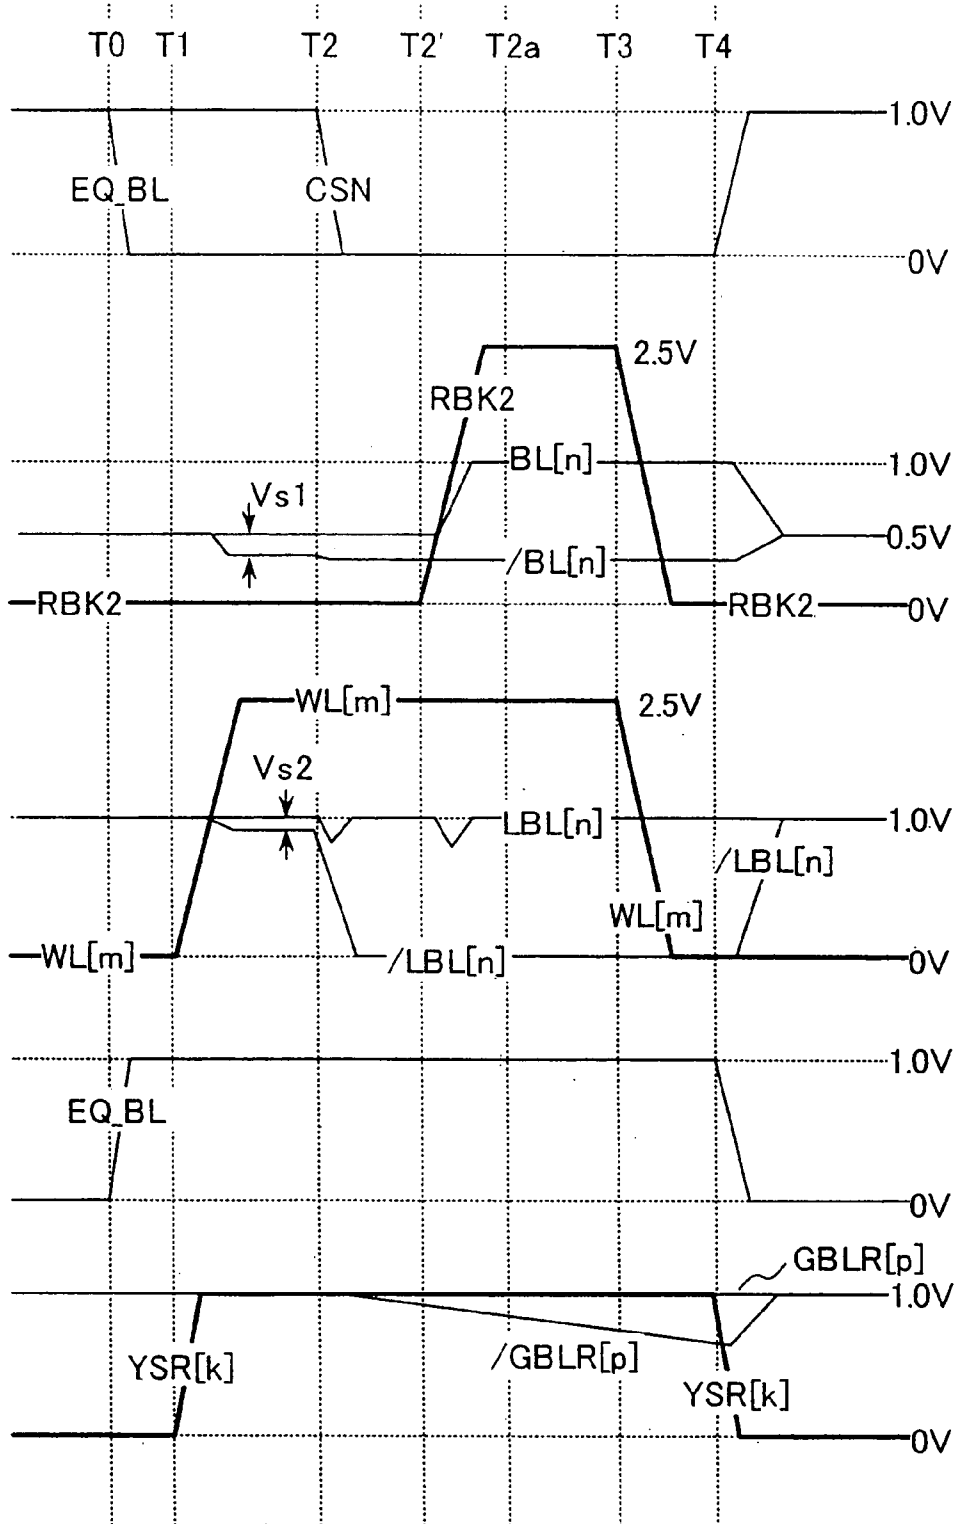 T0 T1 T2 T2' T2a T3 T4
1.0V
EQ_BL CSN
0V
2.5V
RBK2
BL[n] 1.0V
Vs1
0.5V
/BL[n]
RBK2 RBK2 0V
WL[m] 2.5V
Vs2
LBL[n] 1.0V
/LBL[n]
WL[m]
WL[m] /LBL[n] 0V
1.0V
EQ_BL
0V
GBLR[p]
1.0V
/GBLR[p]
YSR[k] YSR[k]
0V